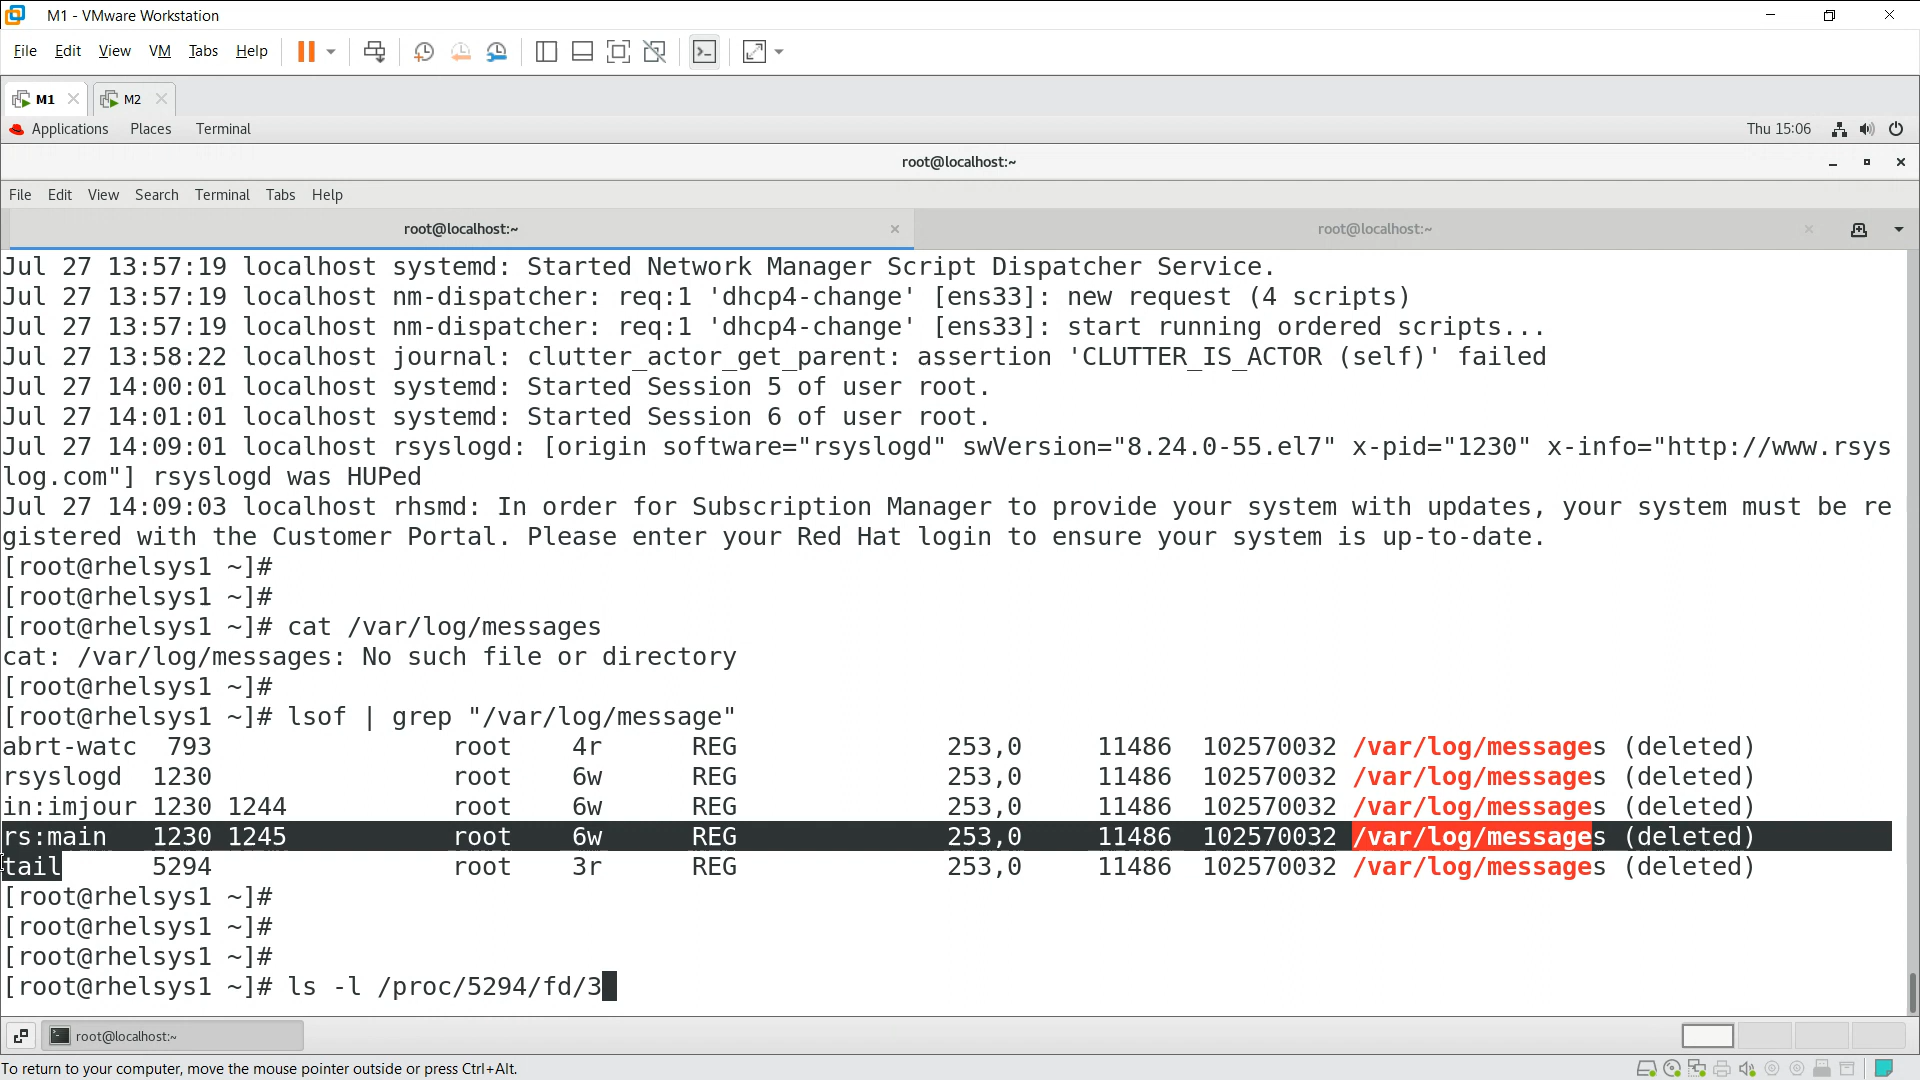 M1 - VMware Workstation
File Edit View VM Tabs Help
M1 M2
Applications Places Terminal Thu 15:06
root@localhost:~
File Edit View Search Terminal Tabs Help
root@localhost:~ root@localhost:~
Jul 27 13:57:19 localhost systemd: Started Network Manager Script Dispatcher Service.
Jul 27 13:57:19 localhost nm-dispatcher: req:1 'dhcp4-change' [ens33]: new request (4 scripts)
Jul 27 13:57:19 localhost nm-dispatcher: req:1 'dhcp4-change' [ens33]: start running ordered scripts...
Jul 27 13:58:22 localhost journal: clutter_actor_get_parent: assertion 'CLUTTER_IS_ACTOR (self)' failed
Jul 27 14:00:01 localhost systemd: Started Session 5 of user root.
Jul 27 14:01:01 localhost systemd: Started Session 6 of user root.
Jul 27 14:09:01 localhost rsyslogd: [origin software="rsyslogd" swVersion="8.24.0-55.el7" x-pid="1230" x-info="http://www.rsys
log.com"] rsyslogd was HUPed
Jul 27 14:09:03 localhost rhsmd: In order for Subscription Manager to provide your system with updates, your system must be re
gistered with the Customer Portal. Please enter your Red Hat login to ensure your system is up-to-date.
[root@rhelsys1 ~]#
[root@rhelsys1 ~]#
[root@rhelsys1 ~]# cat /var/log/messages
cat: /var/log/messages: No such file or directory
[root@rhelsys1 ~]#
[root@rhelsys1 ~]# lsof | grep "/var/log/message"
abrt-watc 793 root 4r REG 253,0 11486 102570032 /var/log/messages (deleted)
rsyslogd 1230 root 6w REG 253,0 11486 102570032 /var/log/messages (deleted)
in:imjour 1230 1244 root 6w REG 253,0 11486 102570032 /var/log/messages (deleted)
rs:main 1230 1245 root 6w REG 253,0 11486 102570032 /var/log/messages (deleted)
tail 5294 root 3r REG 253,0 11486 102570032 /var/log/messages (deleted)
[root@rhelsys1 ~]#
[root@rhelsys1 ~]#
[root@rhelsys1 ~]#
[root@rhelsys1 ~]# ls -l /proc/5294/fd/3
root@localhost:~
To return to your computer, move the mouse pointer outside or press Ctrl+Alt.